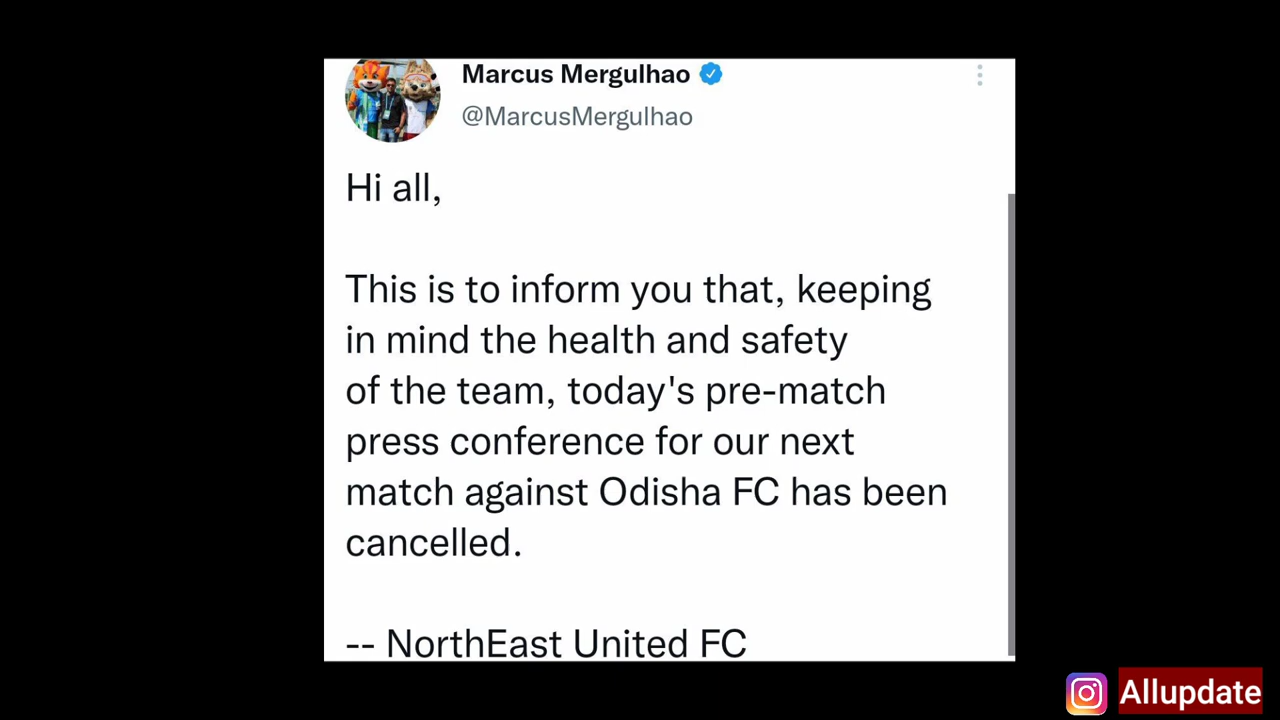 Marcus Mergulhao
@MarcusMergulhao
Hi all,
This is to inform you that, keeping
in mind the health and safety
of the team, today's pre-match
press conference for our next
match against Odisha FC has been
cancelled.
-- NorthEast United FC
Allupdate